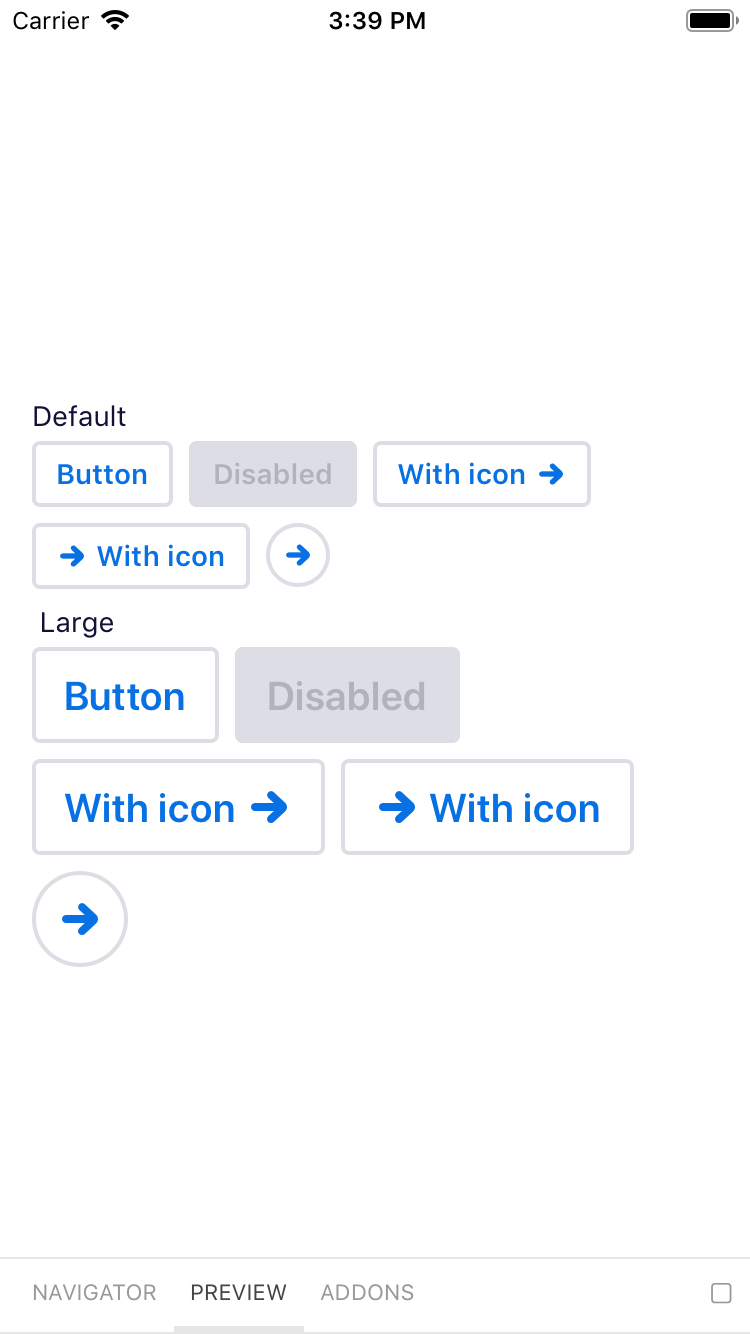 Carrier 3:39 PM
Default
Button Disabled With icon
With icon
Large
Button Disabled
With icon With icon
NAVIGATOR PREVIEW ADDONS